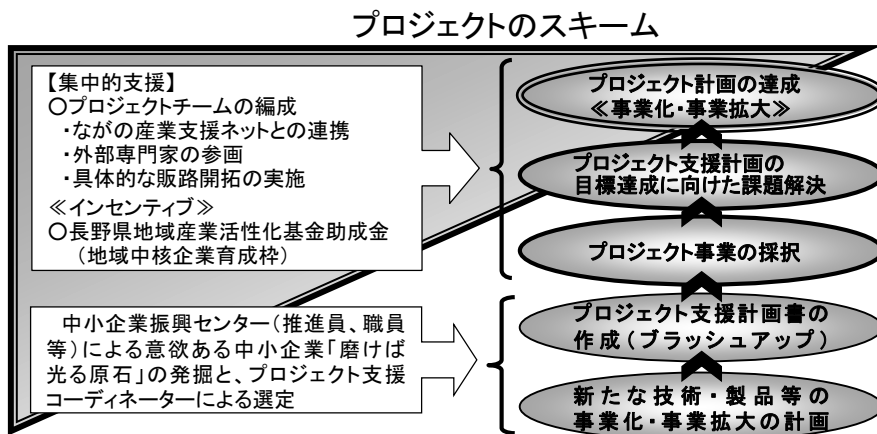 プロジェクトのスキーム
【集中的支援】
○プロジェクトチームの編成
・ながの産業支援ネットとの連携
・外部専門家の参画
・具体的な販路開拓の実施
≪インセンティブ≫
○長野県地域産業活性化基金助成金
（地域中核企業育成枠）
中小企業振興センター（推進員、職員
等）による意欲ある中小企業「磨けば
光る原石」の発掘と、プロジェクト支援
コーディネーターによる選定
プロジェクト計画の達成
≪事業化・事業拡大≫
プロジェクト支援計画の
目標達成に向けた課題解決
プロジェクト事業の採択
プロジェクト支援計画書の
作成（ブラッシュアップ）
新たな技術・製品等の
事業化・事業拡大の計画